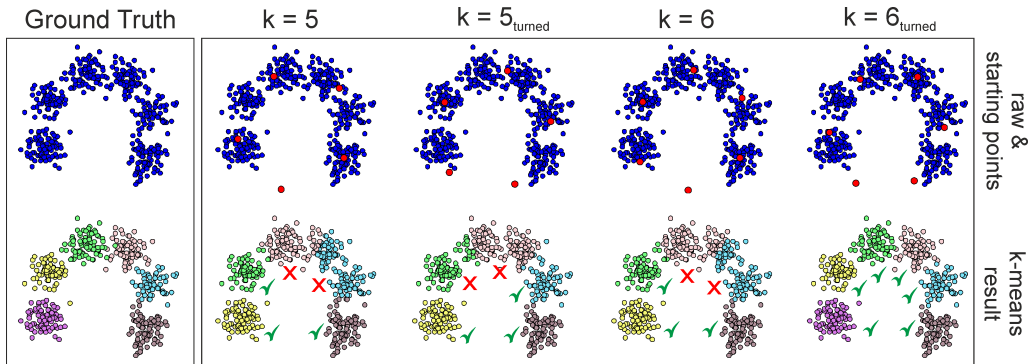 Ground Truth
k = 5
k = 5turned
k = 6
k = 6turned
raw &
starting points
k-means
result